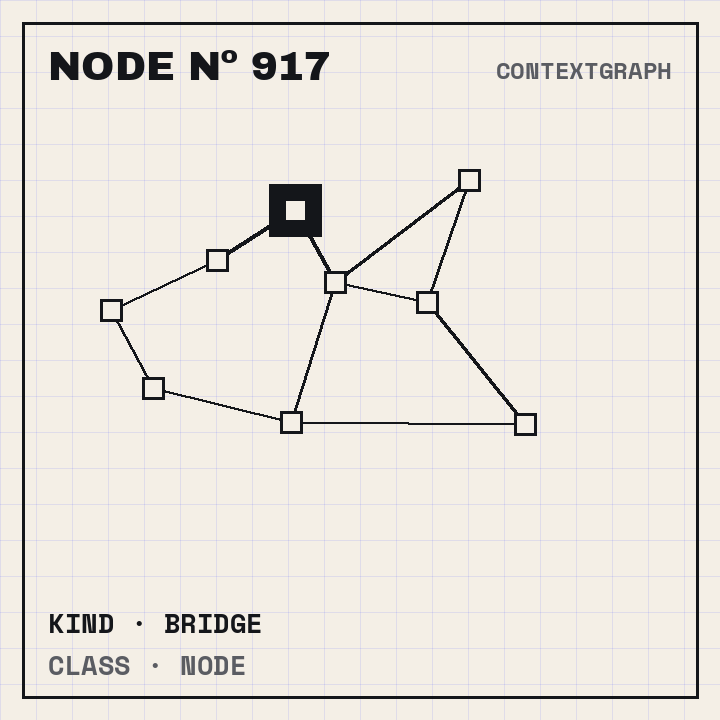 NODE Nº 917
CONTEXTGRAPH
KIND · BRIDGE
CLASS · NODE